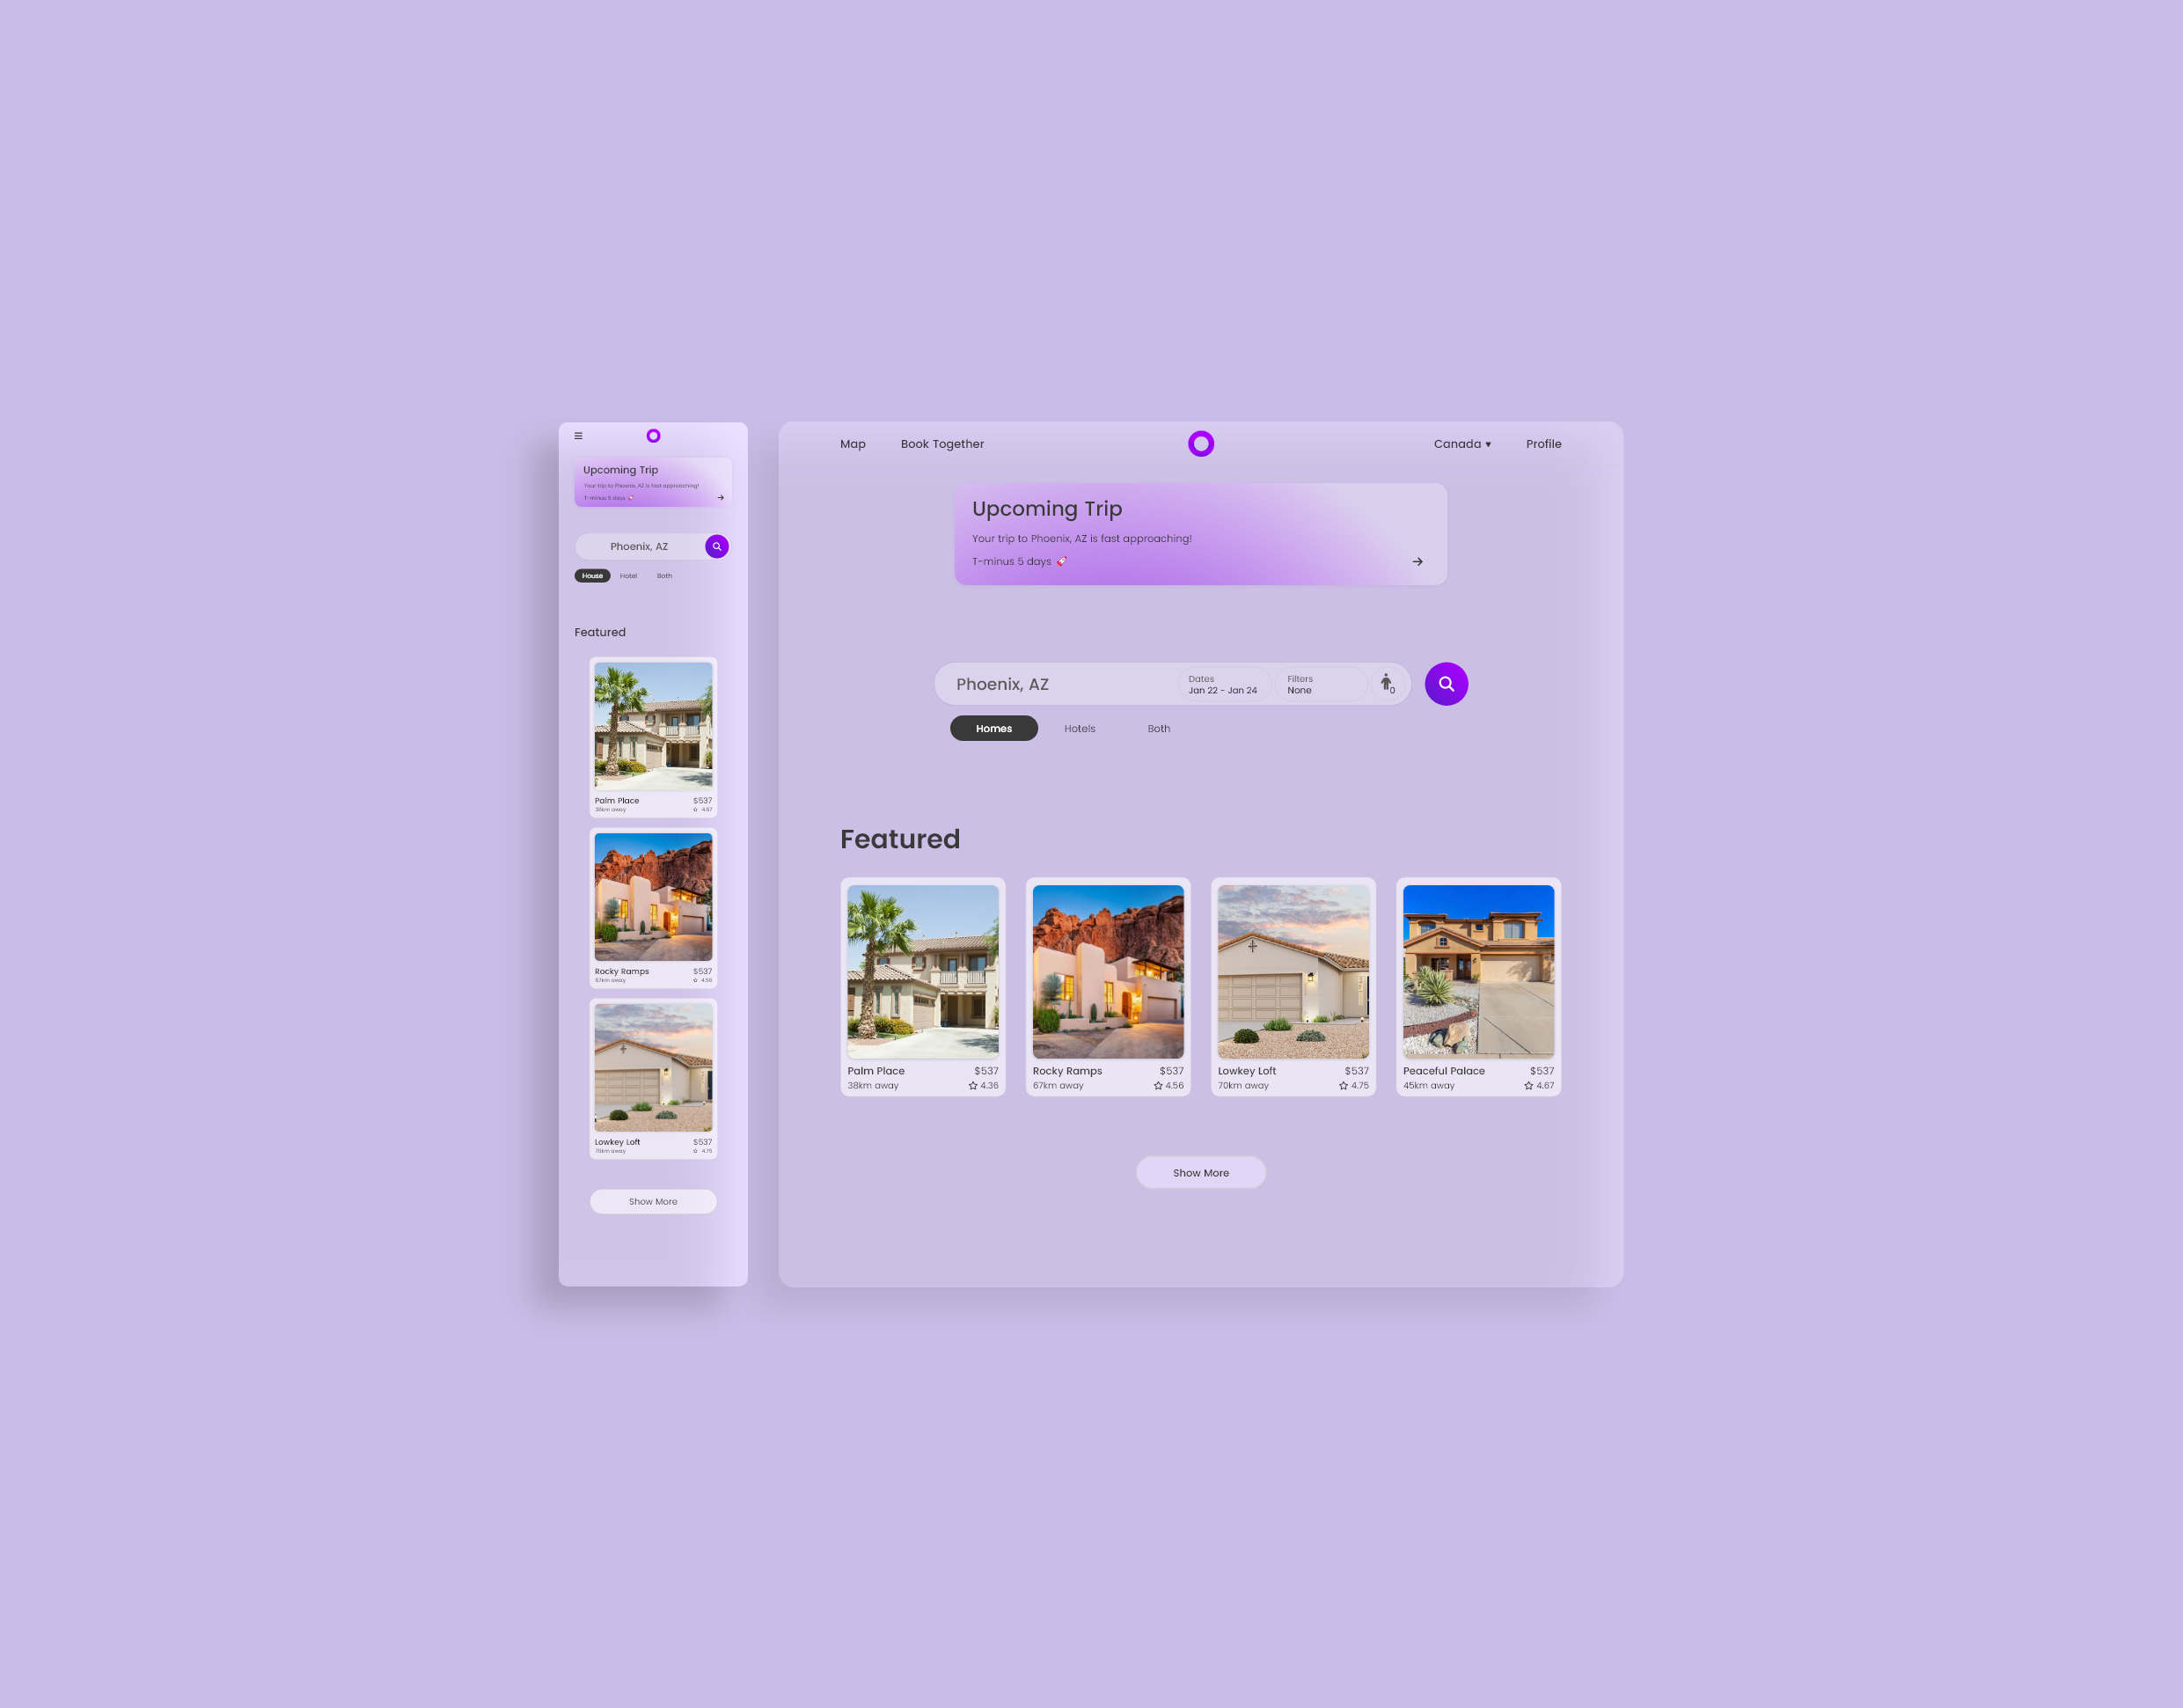 Upcoming Trip
Your trip to Phoenix, AZ is fast approaching!
T-minus 5 days 🚀
Phoenix, AZ
House Hotel Both
Featured
Palm Place $537
38km away 4.67
Rocky Ramps $537
67km away 4.56
Lowkey Loft $537
70km away 4.75
Show More
Map Book Together Canada ▾ Profile
Upcoming Trip
Your trip to Phoenix, AZ is fast approaching!
T-minus 5 days 🚀
Phoenix, AZ
Dates
Jan 22 - Jan 24
Filters
None
0
Homes Hotels Both
Featured
Palm Place $537
38km away 4.36
Rocky Ramps $537
67km away 4.56
Lowkey Loft $537
70km away 4.75
Peaceful Palace $537
45km away 4.67
Show More